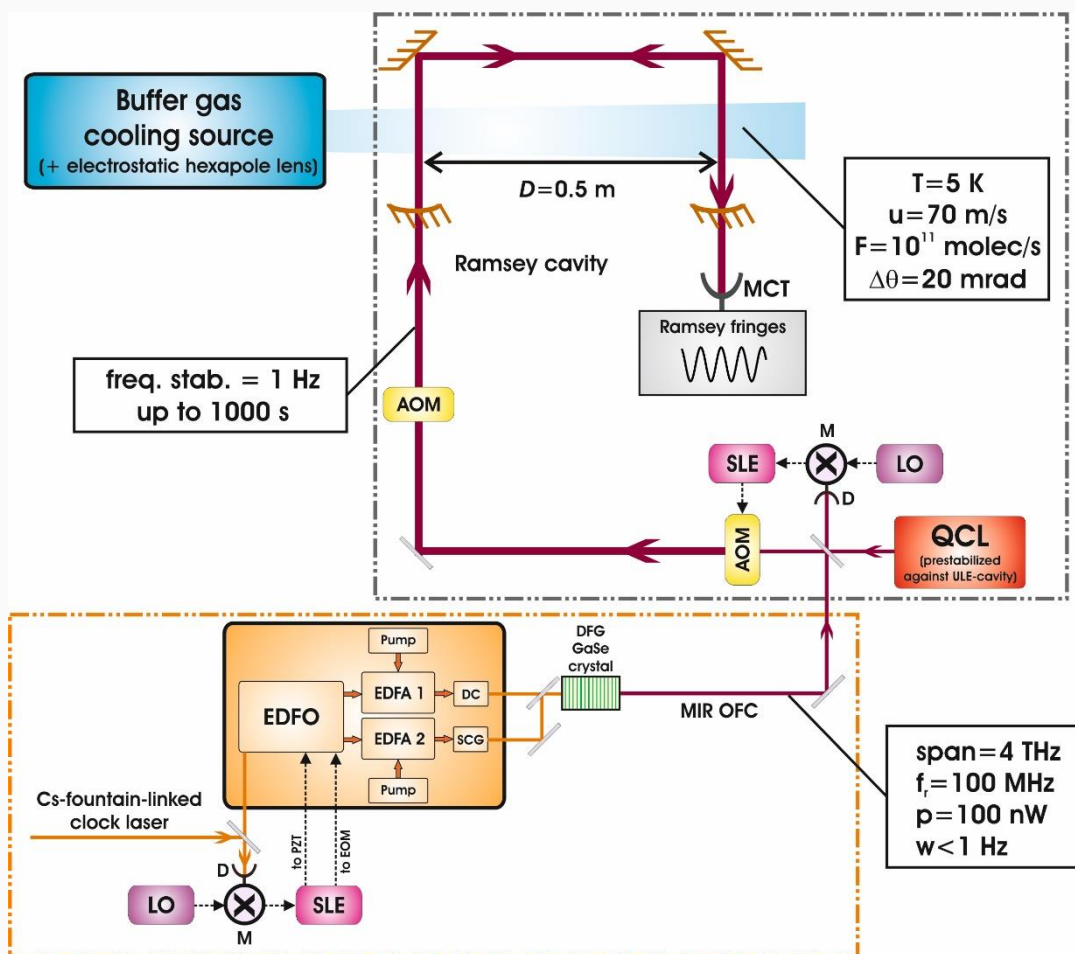 Buffer gas
cooling source
(+ electrostatic hexapole lens)
D=0.5 m
T=5 K
u=70 m/s
F=10¹¹ molec/s
Δθ=20 mrad
Ramsey cavity
MCT
Ramsey fringes
freq. stab. = 1 Hz
up to 1000 s
AOM
M
SLE
LO
D
AOM
QCL
(prestabilized
against ULE-cavity)
Pump
EDFO
EDFA 1
DC
EDFA 2
SCG
Pump
DFG
GaSe
crystal
MIR OFC
span=4 THz
fᵣ=100 MHz
p=100 nW
w<1 Hz
Cs-fountain-linked
clock laser
to PZT
to EOM
D
LO
M
SLE